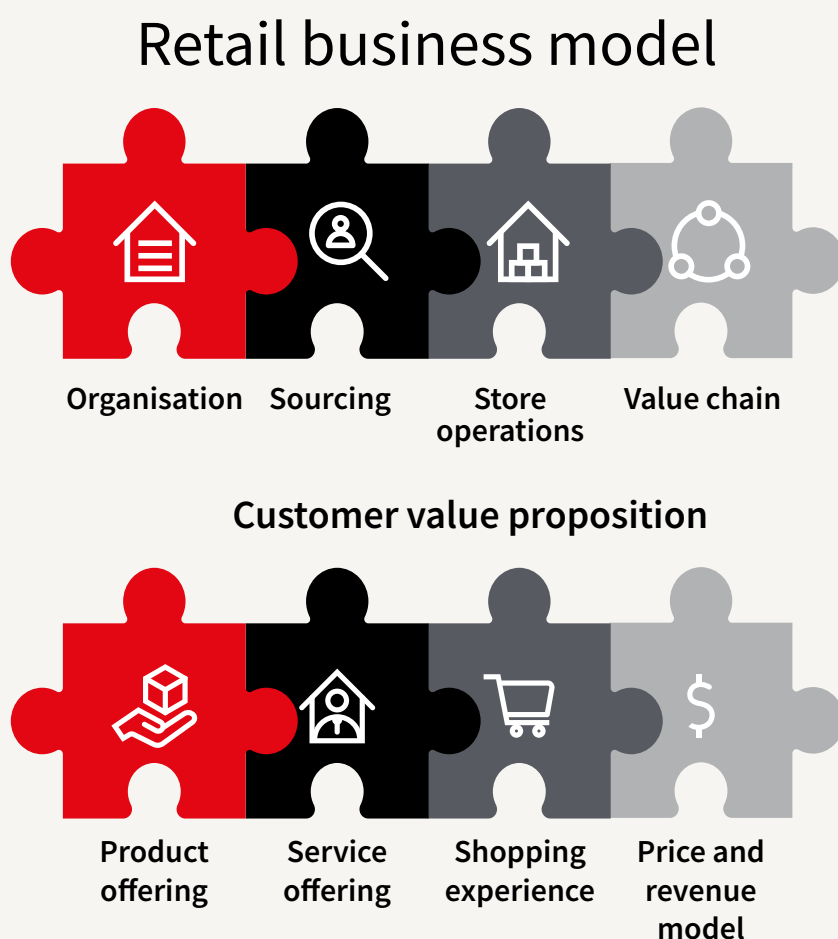 Retail business model
Organisation
Sourcing
Store
operations
Value chain
Customer value proposition
Product
offering
Service
offering
Shopping
experience
Price and
revenue
model